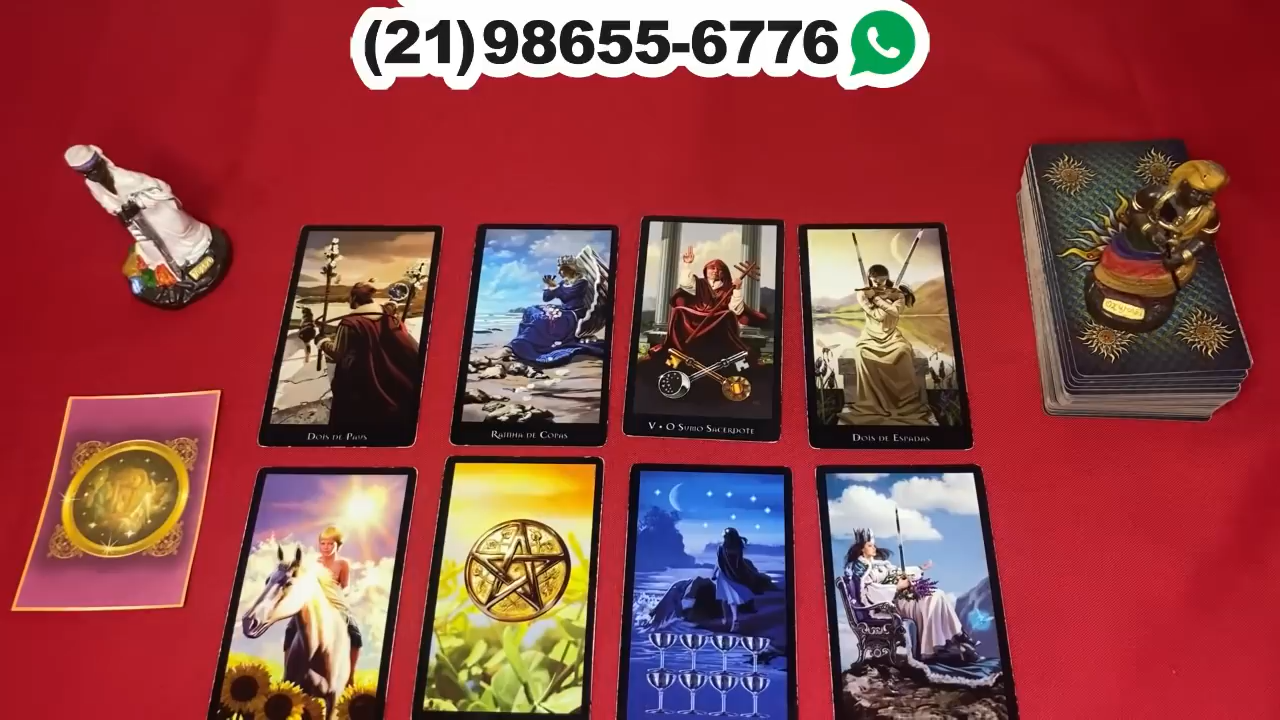 (21)98655-6776
Dois de Paus
Rainha de Copas
V • O Sumo Sacerdote
Dois de Espadas